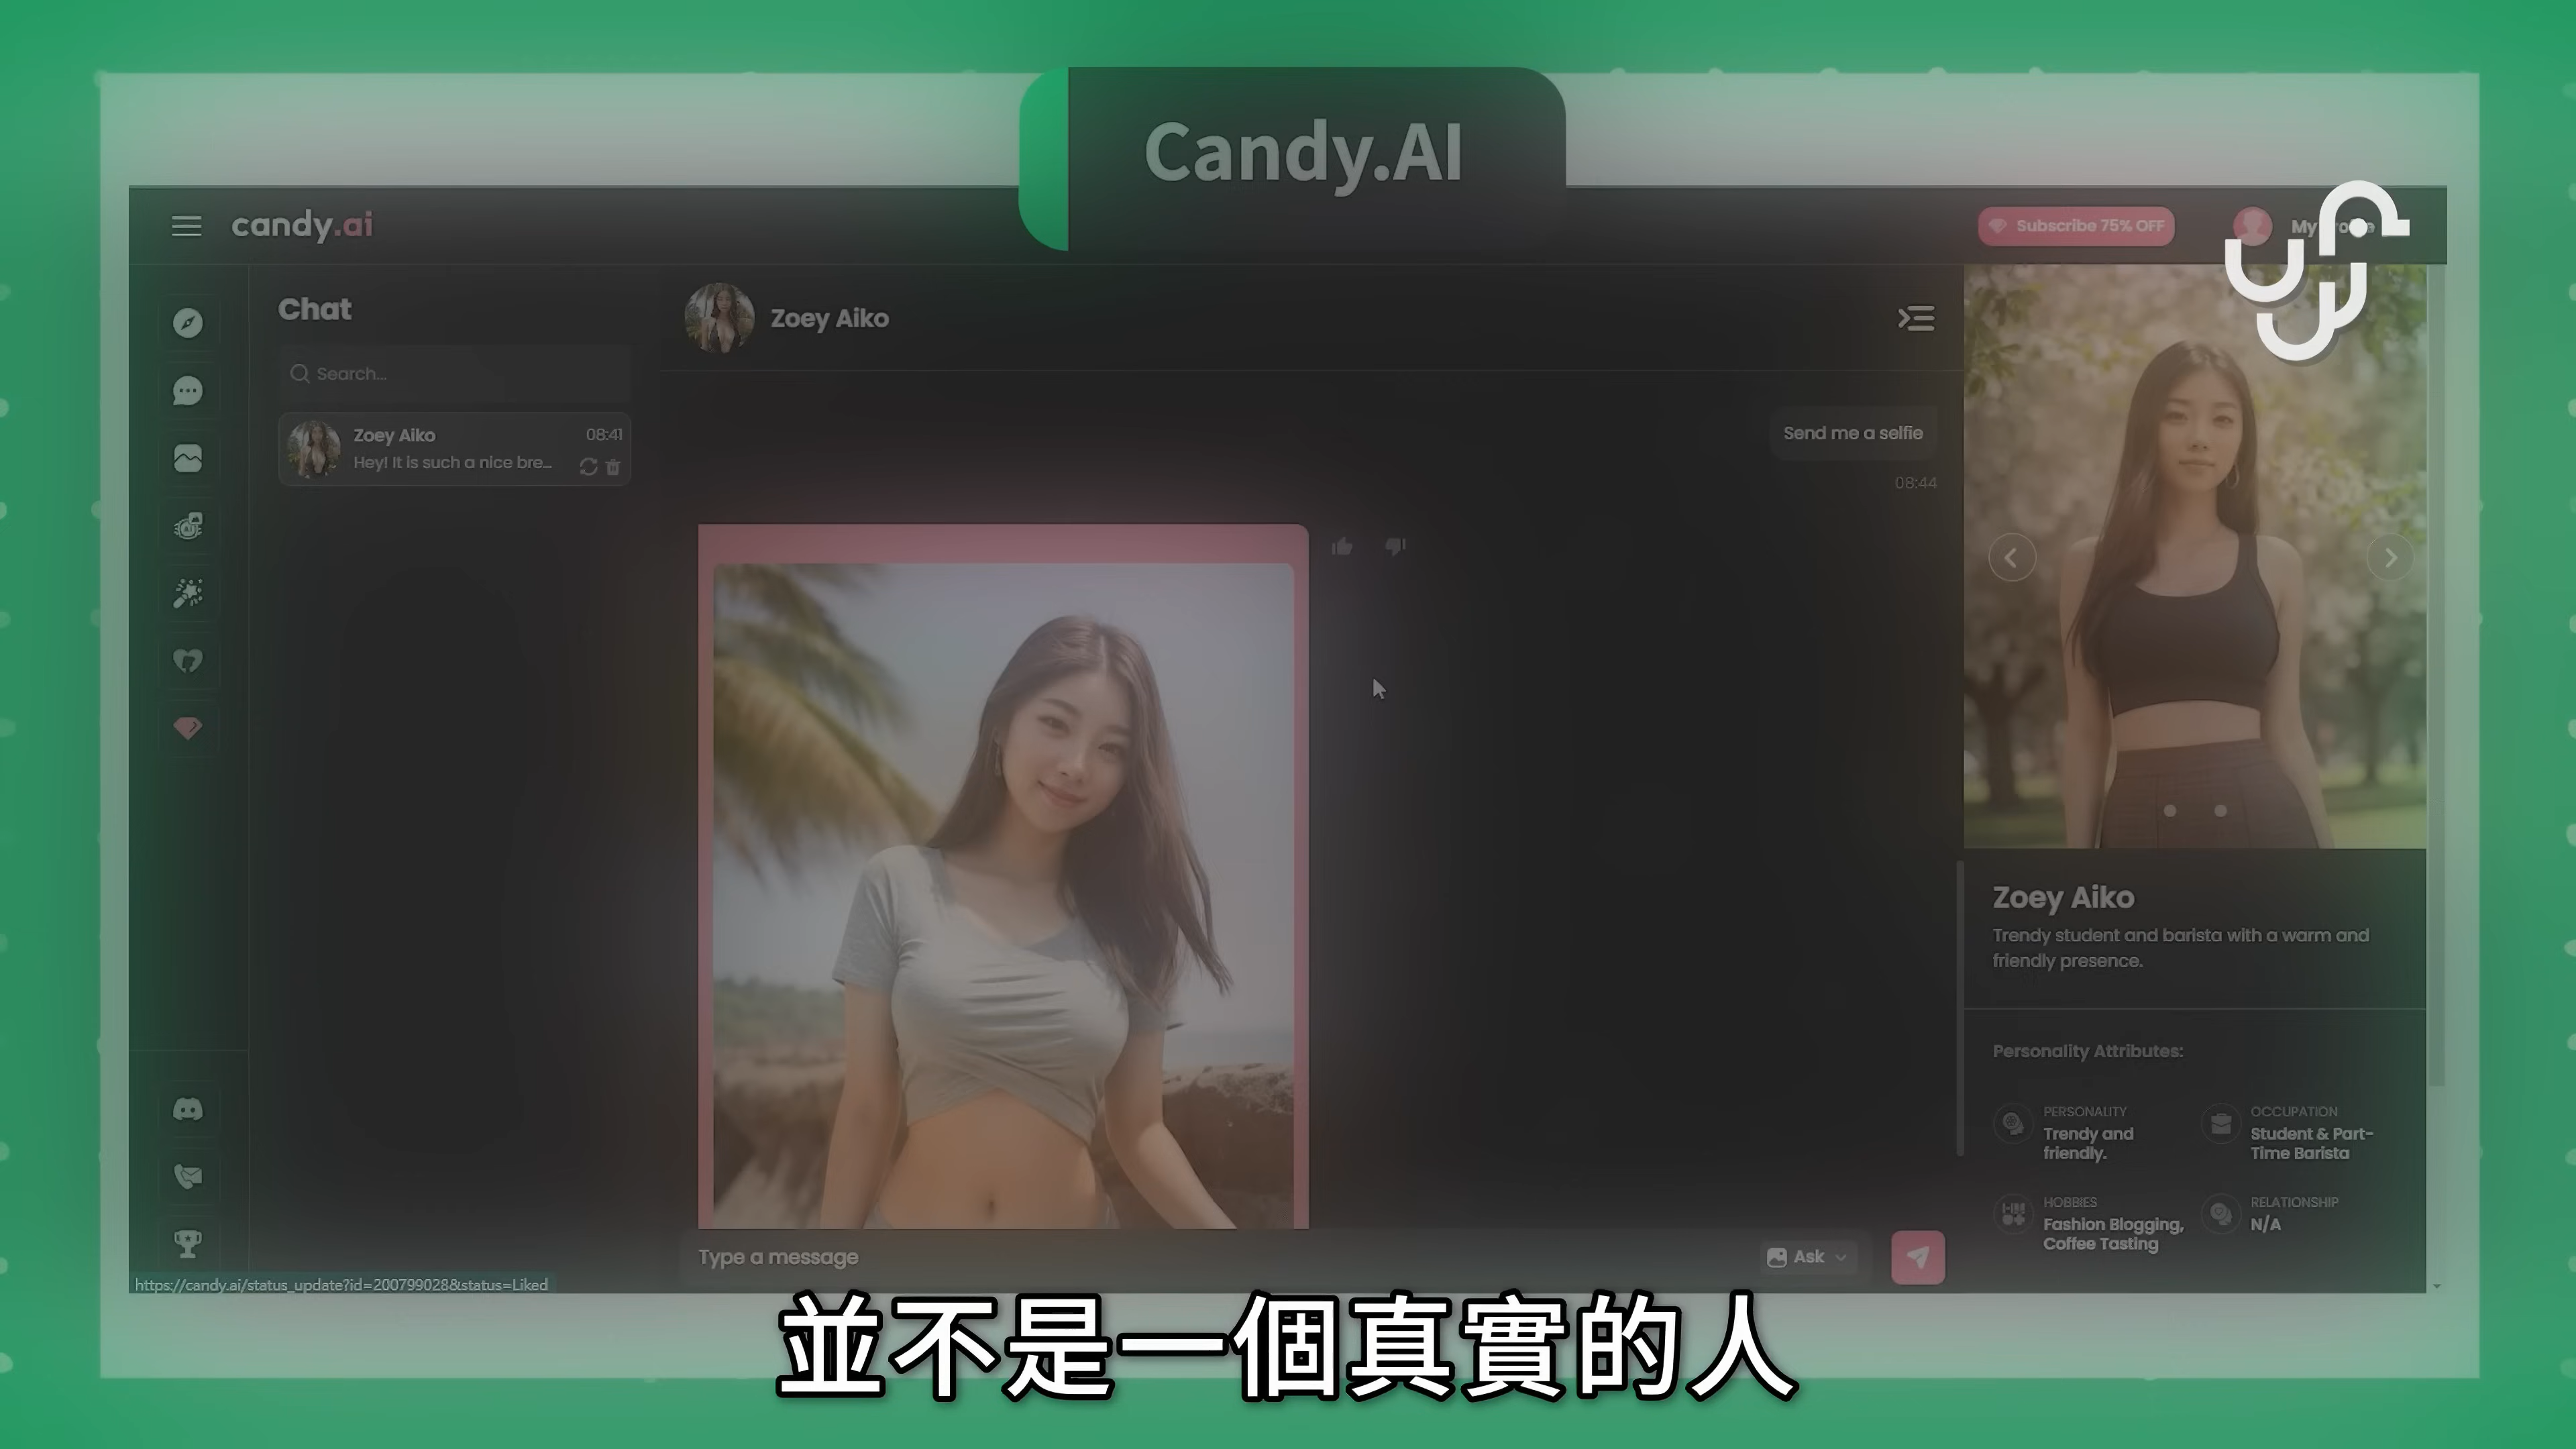 Candy.AI
candy.ai
Subscribe 75% OFF
Chat
Search...
Zoey Aiko
08:41
Hey! It is such a nice bre...
Zoey Aiko
Send me a selfie
08:44
Zoey Aiko
Trendy student and barista with a warm and
friendly presence.
Personality Attributes:
PERSONALITY
Trendy and
friendly.
OCCUPATION
Student & Part-
Time Barista
HOBBIES
Fashion Blogging,
Coffee Tasting
RELATIONSHIP
N/A
Type a message
Ask
https://candy.ai/status_update?id=200799028&status=Liked
並不是一個真實的人